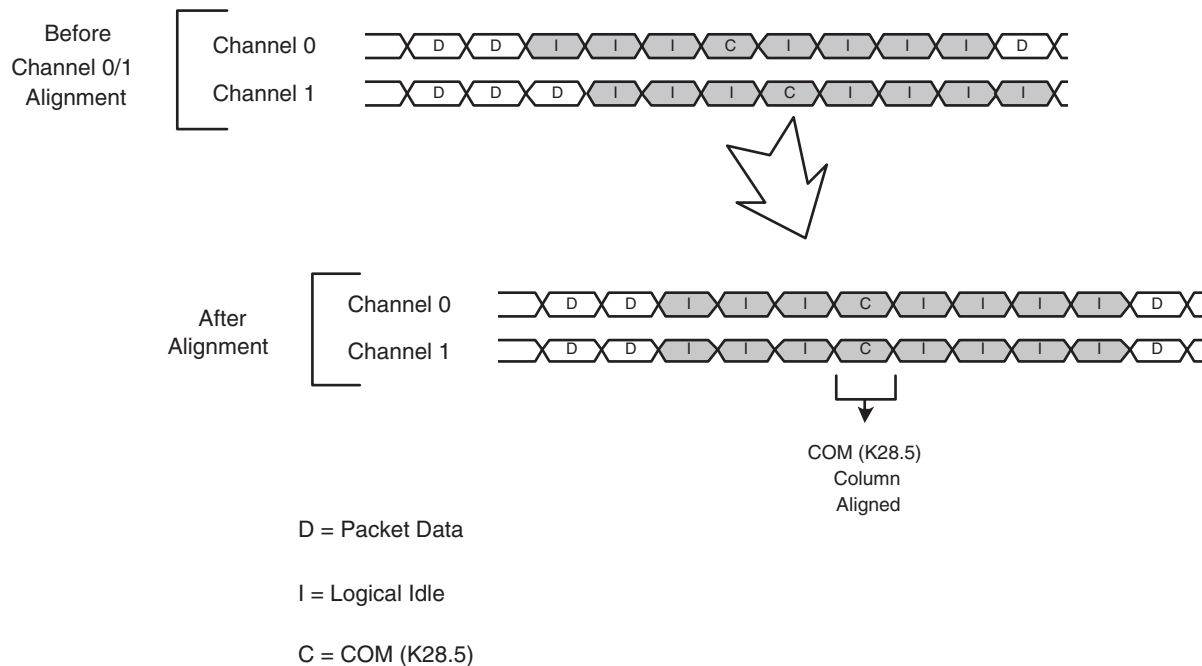 Before
Channel 0/1
Alignment
Channel 0
D D I I I C I I I I D
Channel 1
D D D I I I C I I I I
After
Alignment
Channel 0
D D I I I C I I I I D
Channel 1
D D I I I C I I I I D
COM (K28.5)
Column
Aligned
D = Packet Data
I = Logical Idle
C = COM (K28.5)